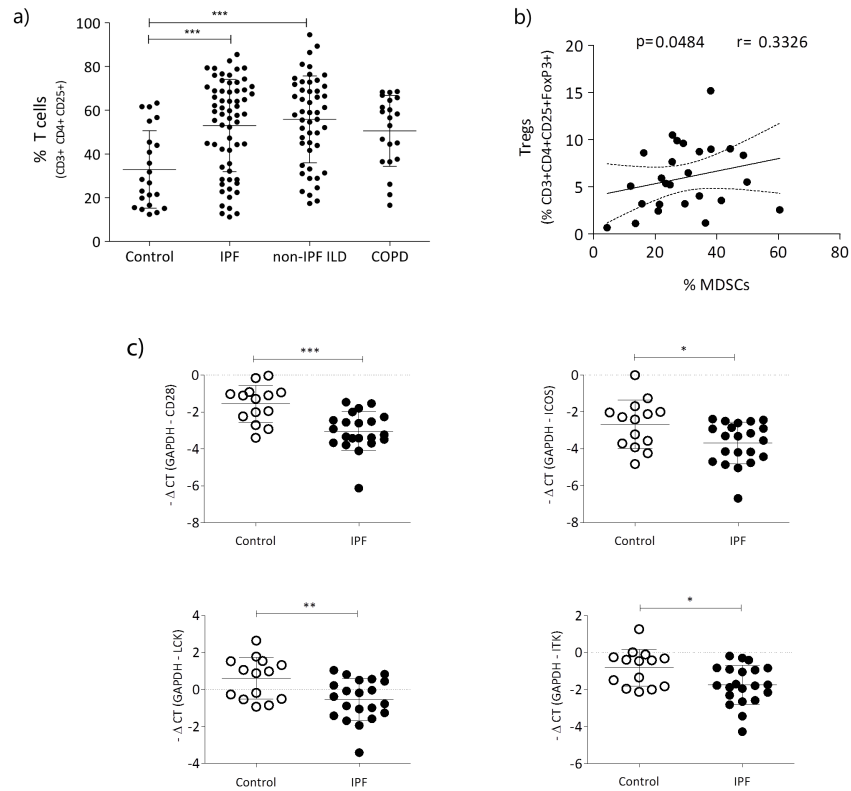 a)
***
***
100
80
60
40
20
0
% T cells
(CD3+ CD4+ CD25+)
Control IPF non-IPF ILD COPD
b)
p=0.0484 r= 0.3326
20
15
10
5
0
Tregs
(% CD3+CD4+CD25+FoxP3+)
0 20 40 60 80
% MDSCs
c)
***
0
-2
-4
-6
-8
- Δ CT (GAPDH - CD28)
Control IPF
*
0
-2
-4
-6
-8
- Δ CT (GAPDH - ICOS)
Control IPF
**
4
2
0
-2
-4
- Δ CT (GAPDH - LCK)
Control IPF
*
2
0
-2
-4
-6
- Δ CT (GAPDH - ITK)
Control IPF